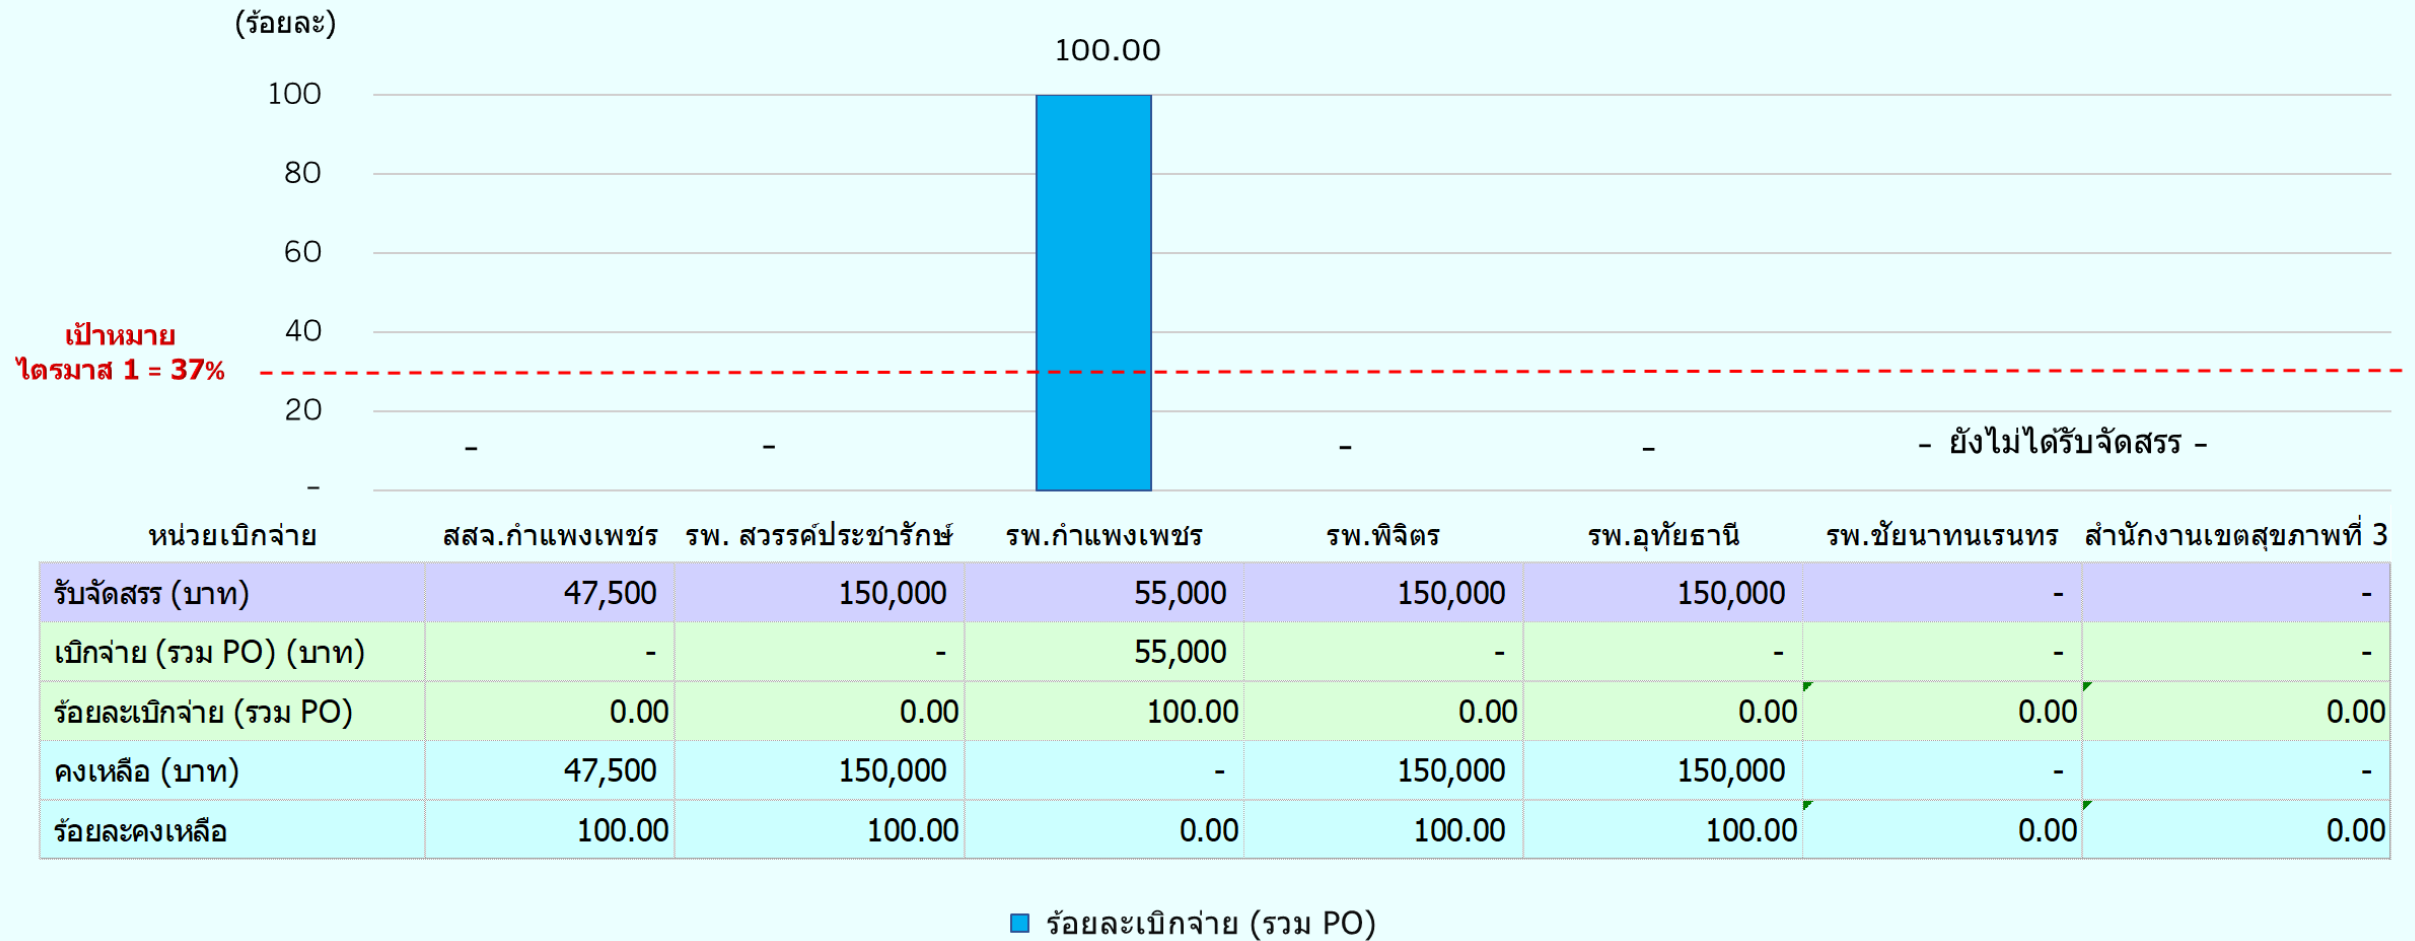 (ร้อยละ)
100.00
100
80
60
40
20
-
เป้าหมาย
ไตรมาส 1 = 37%
- - - - - ยังไม่ได้รับจัดสรร -
หน่วยเบิกจ่าย สสจ.กำแพงเพชร รพ. สวรรค์ประชารักษ์ รพ.กำแพงเพชร รพ.พิจิตร รพ.อุทัยธานี รพ.ชัยนาทนเรนทร สำนักงานเขตสุขภาพที่ 3
รับจัดสรร (บาท) 47,500 150,000 55,000 150,000 150,000 - -
เบิกจ่าย (รวม PO) (บาท) - - 55,000 - - - -
ร้อยละเบิกจ่าย (รวม PO) 0.00 0.00 100.00 0.00 0.00 0.00 0.00
คงเหลือ (บาท) 47,500 150,000 - 150,000 150,000 - -
ร้อยละคงเหลือ 100.00 100.00 0.00 100.00 100.00 0.00 0.00
ร้อยละเบิกจ่าย (รวม PO)